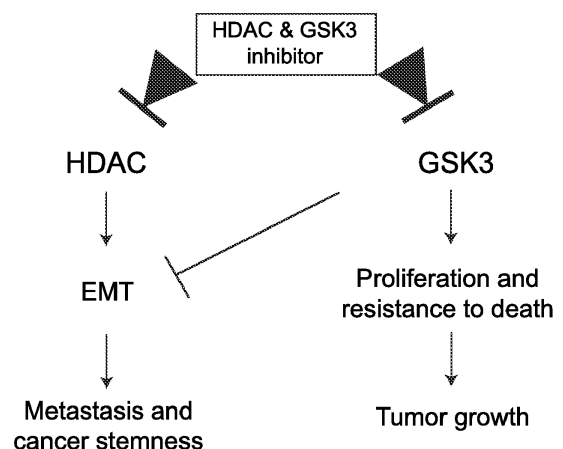 HDAC & GSK3
inhibitor
HDAC
GSK3
EMT
Proliferation and
resistance to death
Metastasis and
cancer stemness
Tumor growth